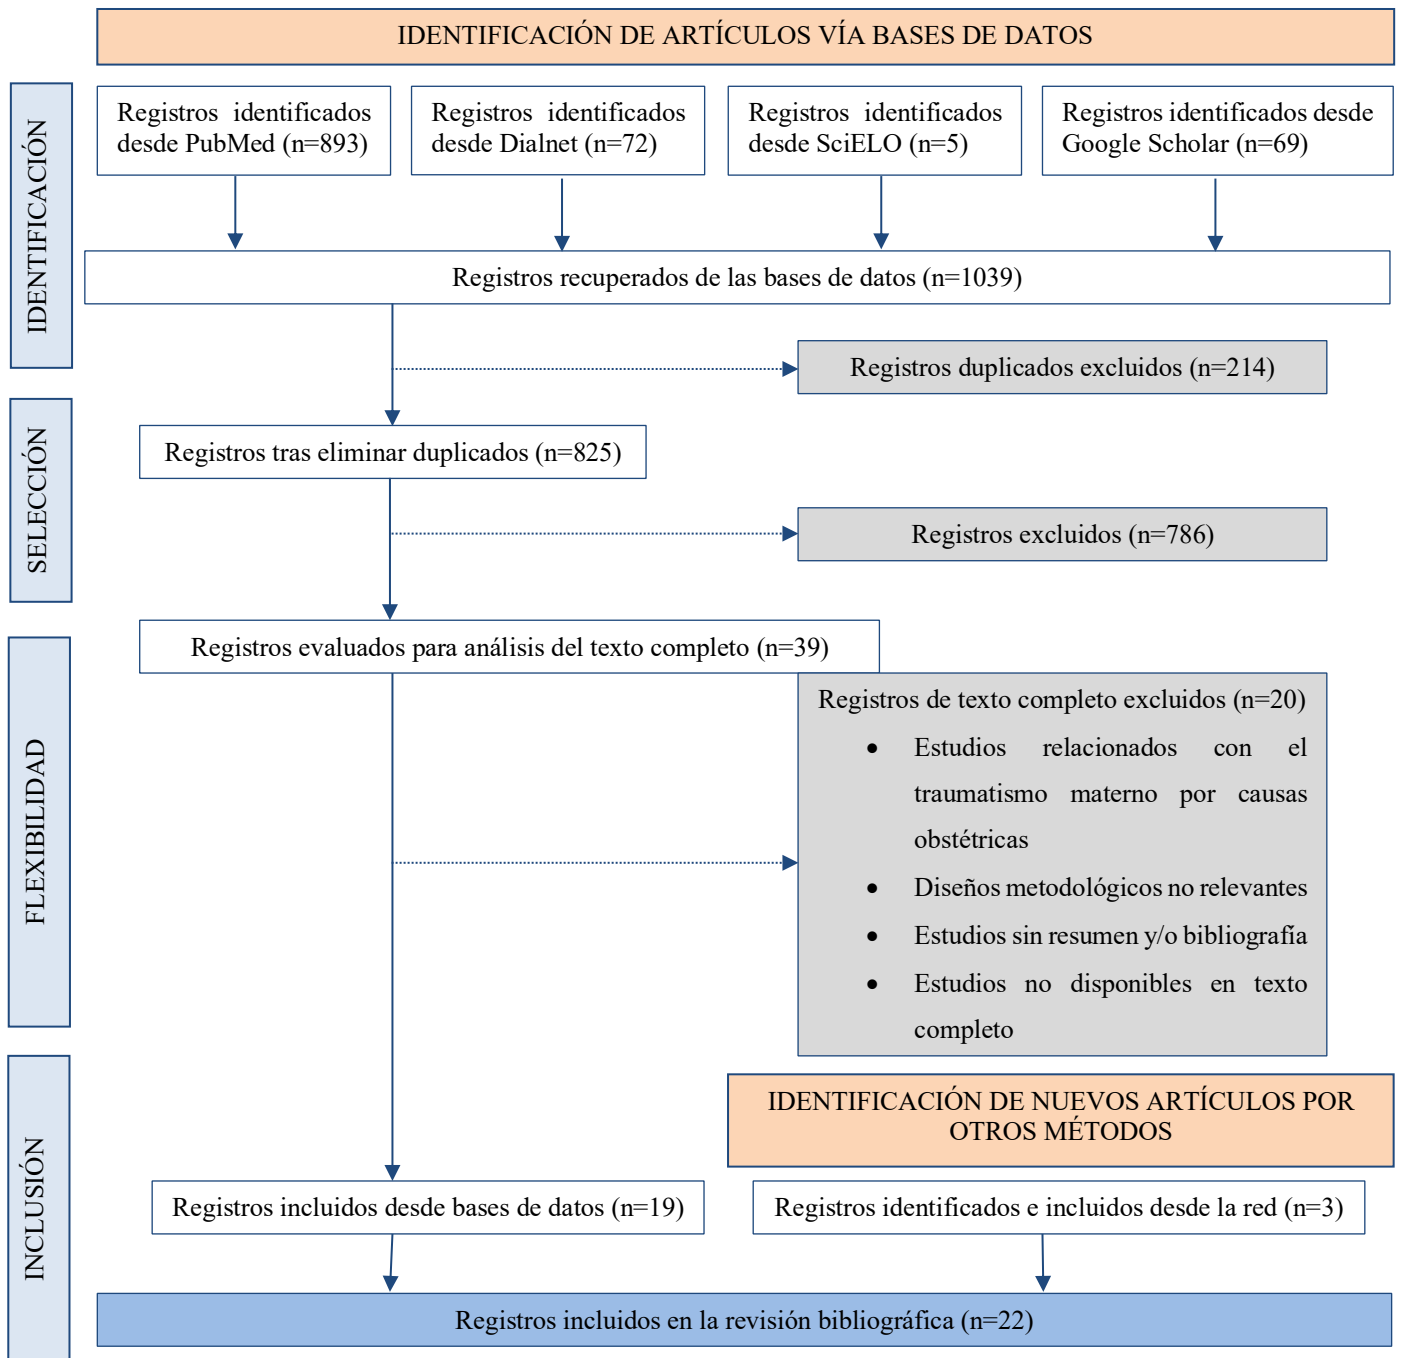 IDENTIFICACIÓN DE ARTÍCULOS VÍA BASES DE DATOS
IDENTIFICACIÓN
Registros identificados
desde PubMed (n=893)
Registros identificados
desde Dialnet (n=72)
Registros identificados
desde SciELO (n=5)
Registros identificados desde
Google Scholar (n=69)
Registros recuperados de las bases de datos (n=1039)
Registros duplicados excluidos (n=214)
SELECCIÓN
Registros tras eliminar duplicados (n=825)
Registros excluidos (n=786)
FLEXIBILIDAD
Registros evaluados para análisis del texto completo (n=39)
Registros de texto completo excluidos (n=20)
• Estudios relacionados con el
traumatismo materno por causas
obstétricas
• Diseños metodológicos no relevantes
• Estudios sin resumen y/o bibliografía
• Estudios no disponibles en texto
completo
INCLUSIÓN
IDENTIFICACIÓN DE NUEVOS ARTÍCULOS POR
OTROS MÉTODOS
Registros incluidos desde bases de datos (n=19)
Registros identificados e incluidos desde la red (n=3)
Registros incluidos en la revisión bibliográfica (n=22)